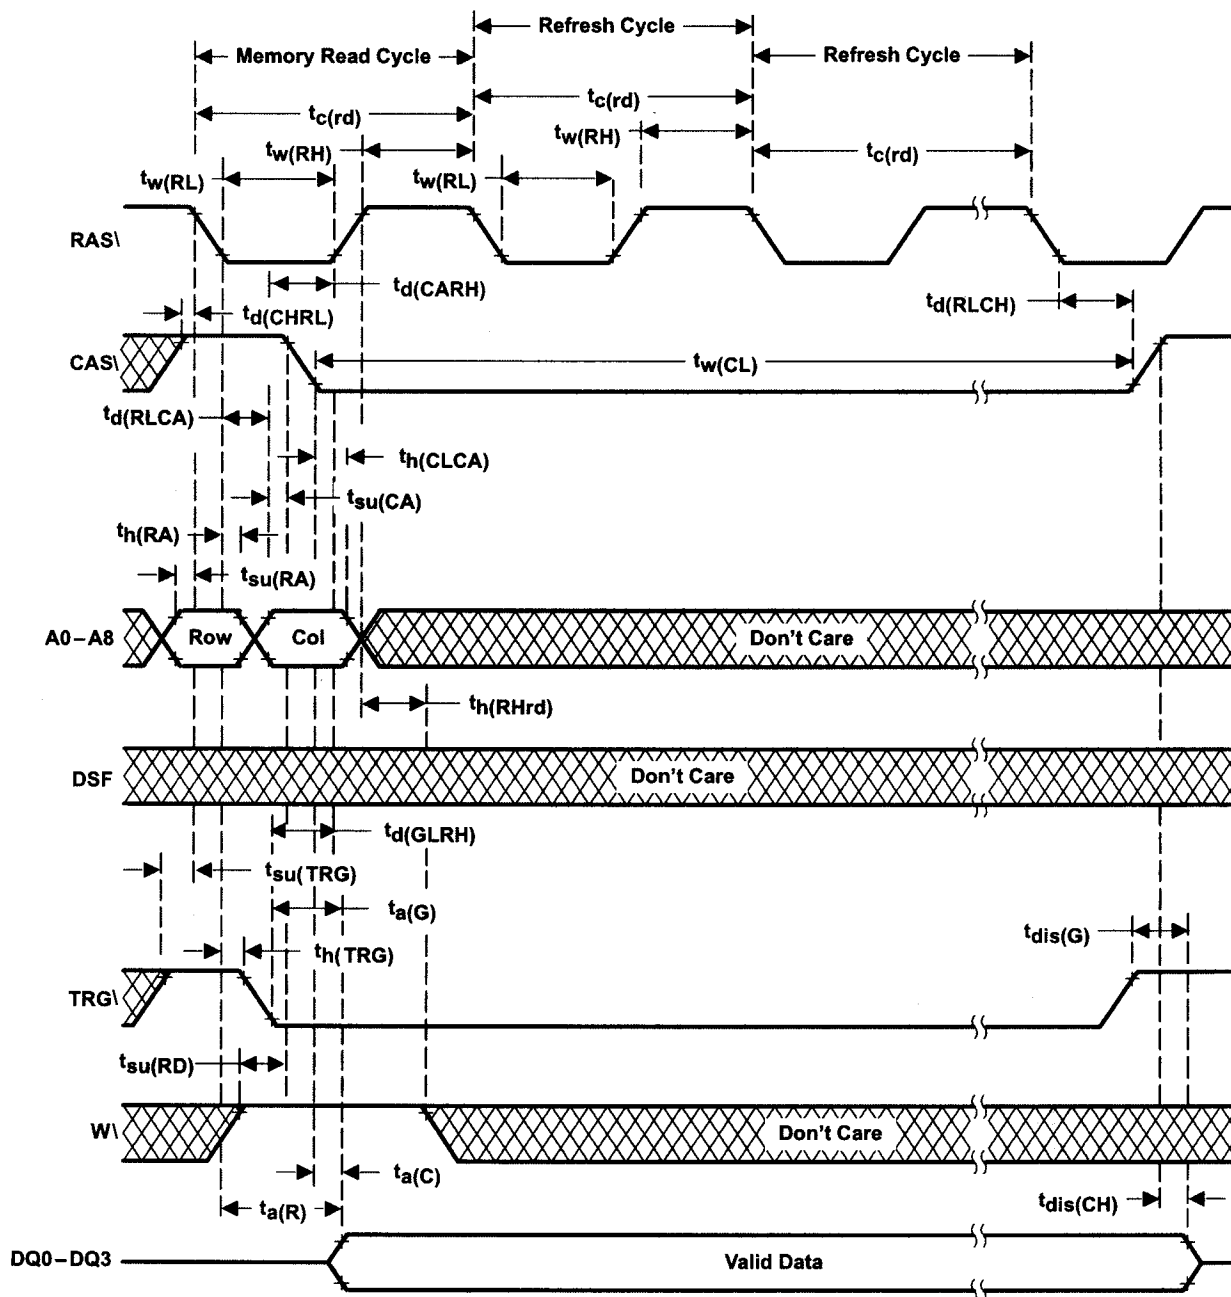 Refresh Cycle
Memory Read Cycle
Refresh Cycle
tc(rd)
tc(rd)
tw(RH)
tw(RH)
tc(rd)
tw(RL)
tw(RL)
RAS\
td(CARH)
td(CHRL)
td(RLCH)
CAS\
tw(CL)
td(RLCA)
th(CLCA)
tsu(CA)
th(RA)
tsu(RA)
A0–A8
Row
Col
Don't Care
th(RHrd)
DSF
Don't Care
td(GLRH)
tsu(TRG)
ta(G)
tdis(G)
th(TRG)
TRG\
tsu(RD)
W\
Don't Care
ta(C)
ta(R)
tdis(CH)
DQ0–DQ3
Valid Data